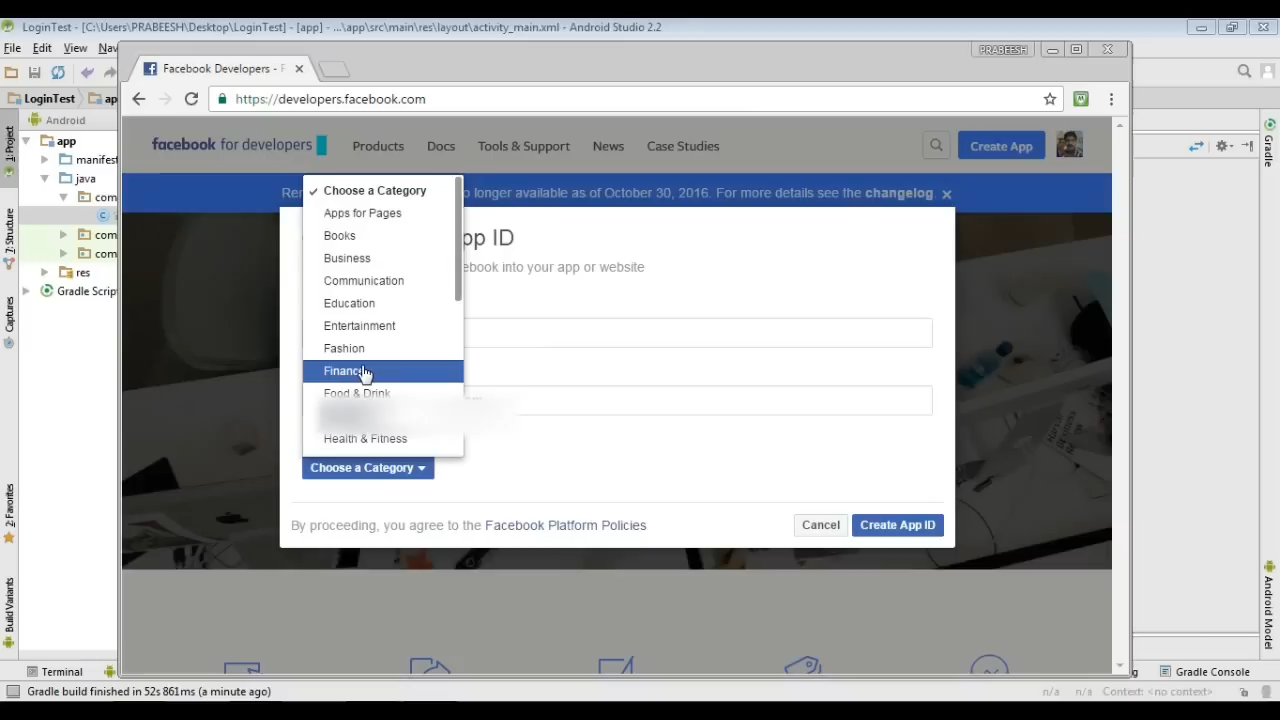 LoginTest - [C:\Users\PRABEESH\Desktop\LoginTest] - [app] - ...\app\src\main\res\layout\activity_main.xml - Android Studio 2.2
File Edit View Nav
PRABEESH
Facebook Developers - F
https://developers.facebook.com
LoginTest ap
Android
app
manifest
java
com
com
com
res
Gradle Script
1: Project
7: Structure
Captures
2: Favorites
Build Variants
Gradle
Android Model
facebook for developers Products Docs Tools & Support News Case Studies Create App
longer available as of October 30, 2016. For more details see the changelog.
pp ID
ebook into your app or website
Choose a Category
Apps for Pages
Books
Business
Communication
Education
Entertainment
Fashion
Finance
Food & Drink
Health & Fitness
Choose a Category
By proceeding, you agree to the Facebook Platform Policies Cancel Create App ID
Terminal
Gradle Console
Gradle build finished in 52s 861ms (a minute ago)
n/a n/a Context: <no context>